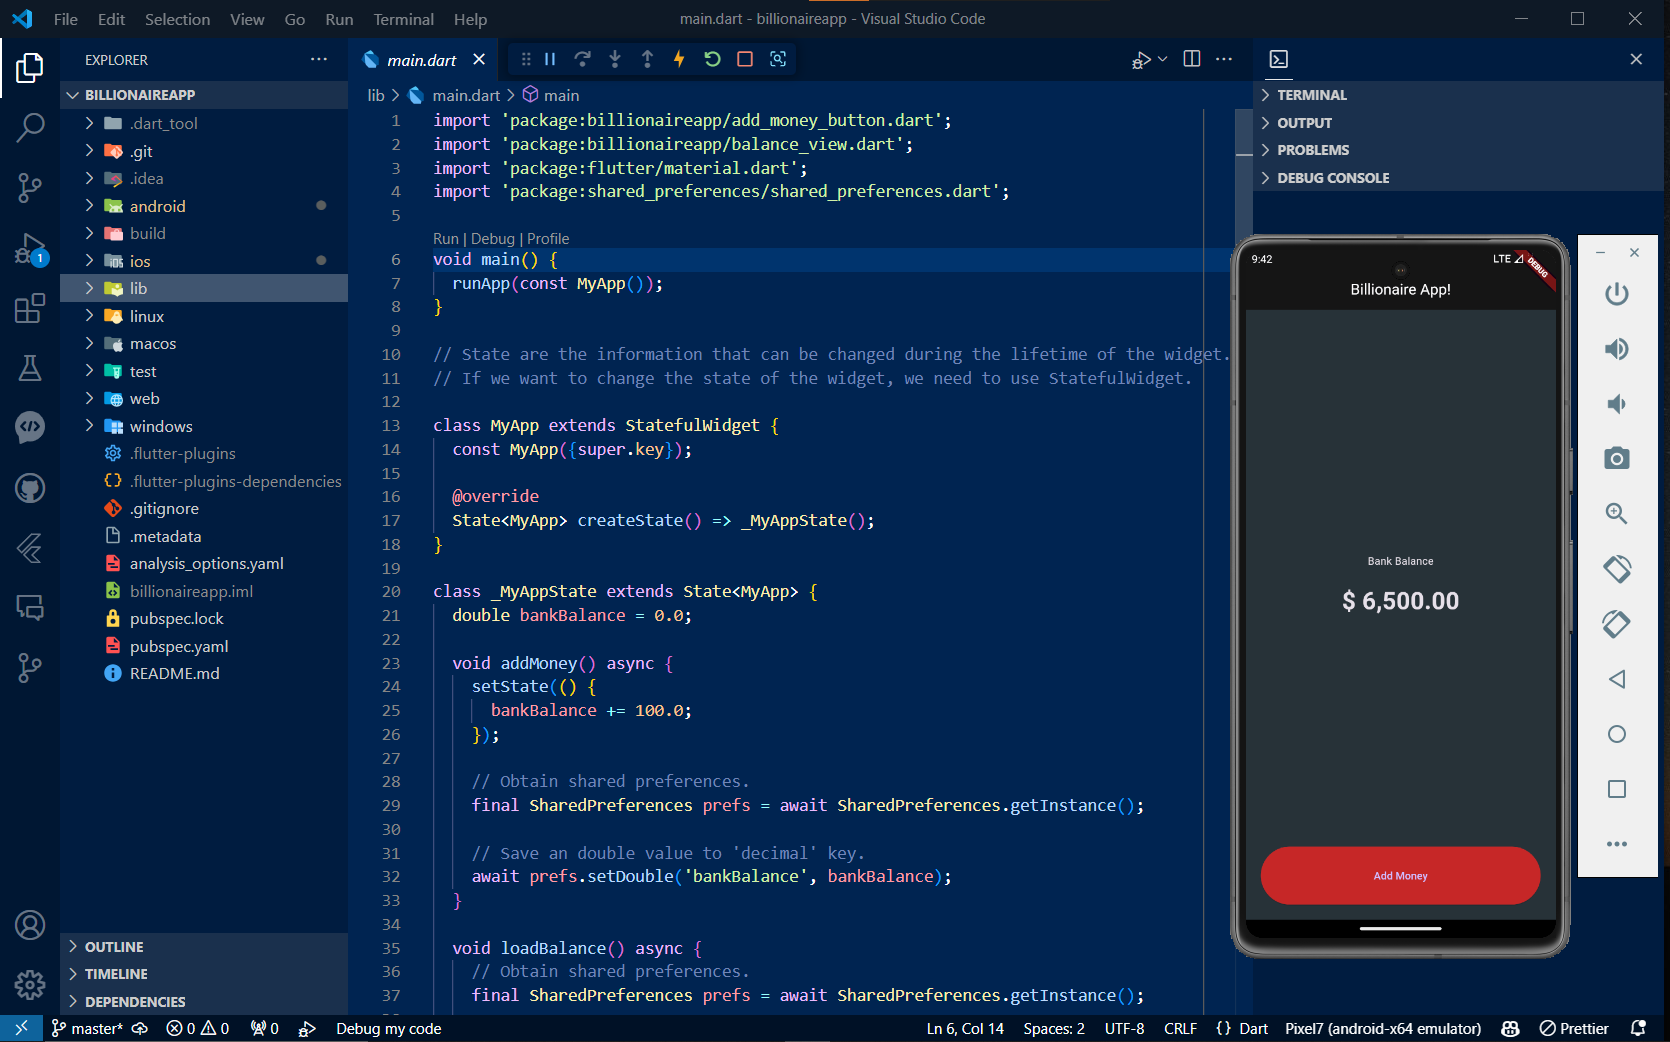 File Edit Selection View Go Run Terminal Help
main.dart - billionaireapp - Visual Studio Code
EXPLORER
BILLIONAIREAPP
.dart_tool
.git
.idea
android
build
ios
lib
linux
macos
test
web
windows
.flutter-plugins
.flutter-plugins-dependencies
.gitignore
.metadata
analysis_options.yaml
billionaireapp.iml
pubspec.lock
pubspec.yaml
README.md
OUTLINE
TIMELINE
DEPENDENCIES
1
main.dart
lib > main.dart > main
1 import 'package:billionaireapp/add_money_button.dart';
2 import 'package:billionaireapp/balance_view.dart';
3 import 'package:flutter/material.dart';
4 import 'package:shared_preferences/shared_preferences.dart';
5
Run | Debug | Profile
6 void main() {
7 runApp(const MyApp());
8 }
9
10 // State are the information that can be changed during the lifetime of the widget.
11 // If we want to change the state of the widget, we need to use StatefulWidget.
12
13 class MyApp extends StatefulWidget {
14 const MyApp({super.key});
15
16 @override
17 State<MyApp> createState() => _MyAppState();
18 }
19
20 class _MyAppState extends State<MyApp> {
21 double bankBalance = 0.0;
22
23 void addMoney() async {
24 setState(() {
25 bankBalance += 100.0;
26 });
27
28 // Obtain shared preferences.
29 final SharedPreferences prefs = await SharedPreferences.getInstance();
30
31 // Save an double value to 'decimal' key.
32 await prefs.setDouble('bankBalance', bankBalance);
33 }
34
35 void loadBalance() async {
36 // Obtain shared preferences.
37 final SharedPreferences prefs = await SharedPreferences.getInstance();
TERMINAL
OUTPUT
PROBLEMS
DEBUG CONSOLE
9:42
LTE
DEBUG
Billionaire App!
Bank Balance
$ 6,500.00
Add Money
master* 0 0 0 Debug my code
Ln 6, Col 14 Spaces: 2 UTF-8 CRLF {} Dart Pixel7 (android-x64 emulator) Prettier